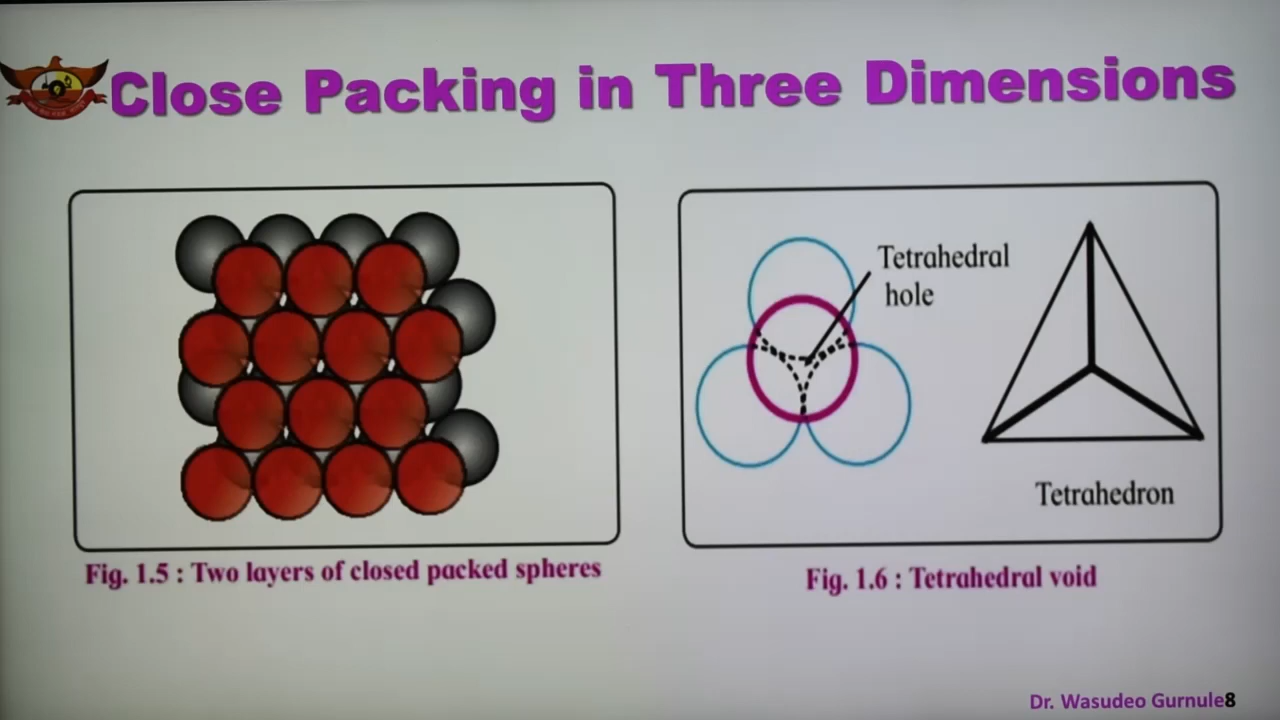 Close Packing in Three Dimensions
Tetrahedral
hole
Tetrahedron
Fig. 1.5 : Two layers of closed packed spheres
Fig. 1.6 : Tetrahedral void
Dr. Wasudeo Gurnule8